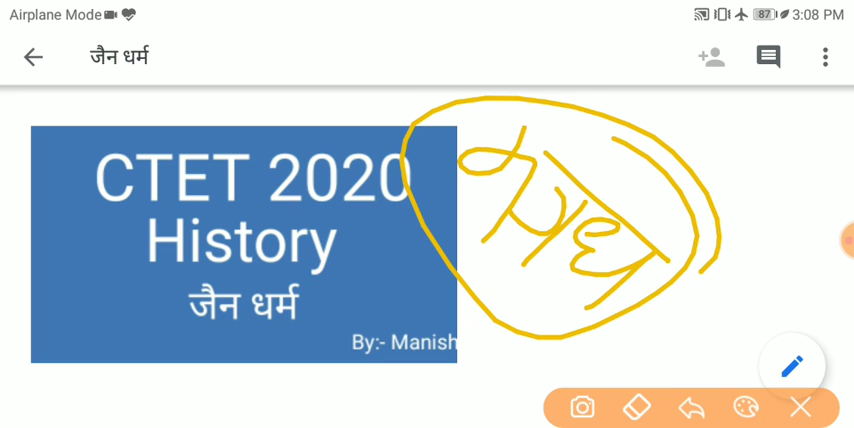 Airplane Mode 87 3:08 PM
जैन धर्म
CTET 2020
History
जैन धर्म
By:- Manish